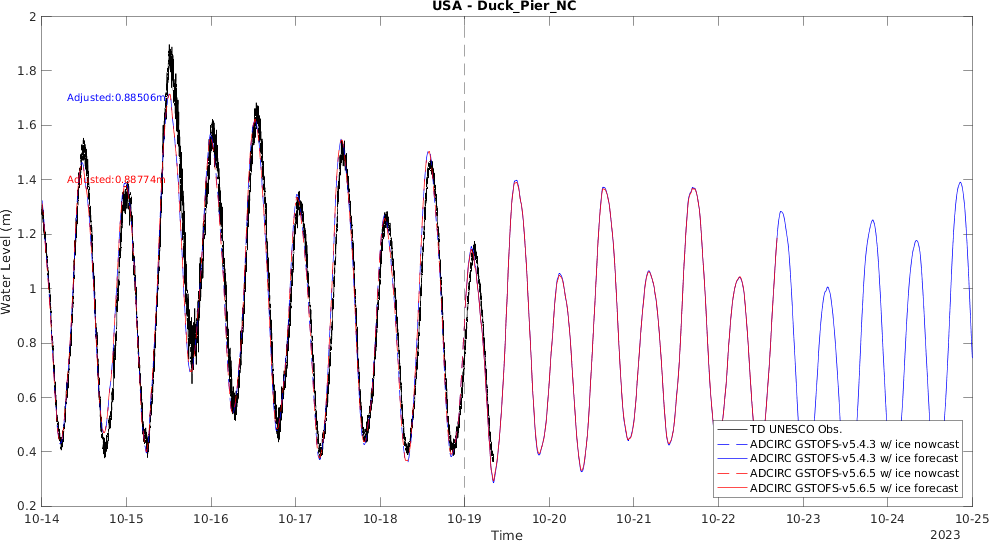 USA - Duck_Pier_NC
2
1.8
1.6
1.4
1.2
1
0.8
0.6
0.4
0.2
Water Level (m)
Adjusted:0.88506m
Adjusted:0.88774m
TD UNESCO Obs.
ADCIRC GSTOFS-v5.4.3 w/ ice nowcast
ADCIRC GSTOFS-v5.4.3 w/ ice forecast
ADCIRC GSTOFS-v5.6.5 w/ ice nowcast
ADCIRC GSTOFS-v5.6.5 w/ ice forecast
10-14 10-15 10-16 10-17 10-18 10-19 10-20 10-21 10-22 10-23 10-24 10-25
Time
2023